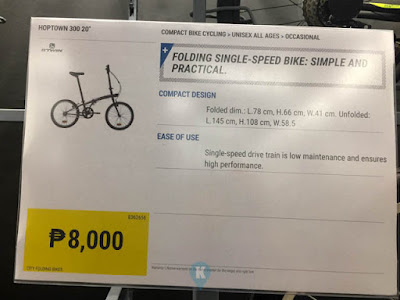 HOPTOWN 300 20"
COMPACT BIKE CYCLING > UNISEX ALL AGES > OCCASIONAL
B'TWIN
FOLDING SINGLE-SPEED BIKE: SIMPLE AND
PRACTICAL.
COMPACT DESIGN
Folded dim.: L.78 cm, H.66 cm, W.41 cm. Unfolded:
L.145 cm, H.108 cm, W.58.5
EASE OF USE
Single-speed drive train is low maintenance and ensures
high performance.
₱8,000
K